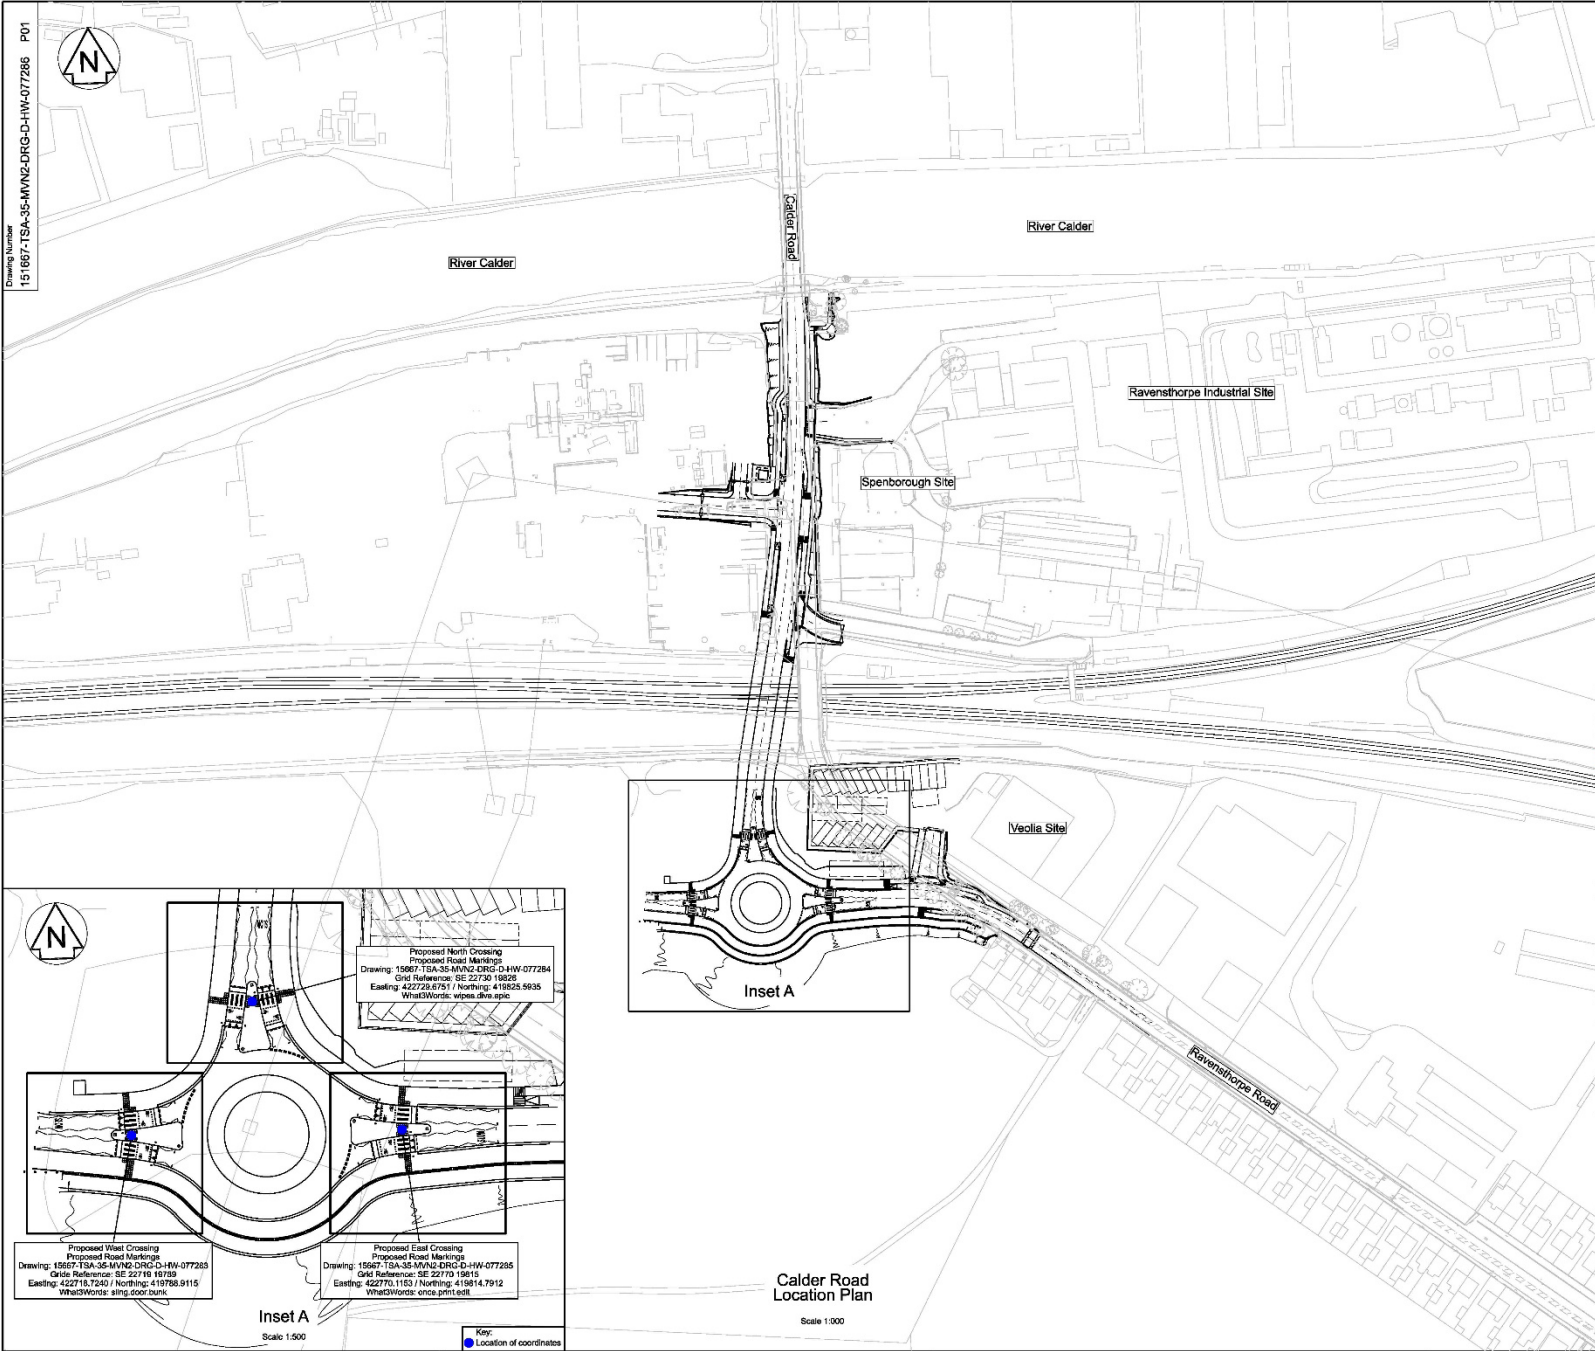 Drawing Number
151667-TSA-35-MVN2-DRG-D-HW-077286 P01
N
Calder Road
River Calder
River Calder
Ravensthorpe Industrial Site
Spenborough Site
Veolia Site
Inset A
Ravensthorpe Road
N
Proposed North Crossing
Proposed Road Markings
Drawing: 15667-TSA-35-MVN2-DRG-D-HW-077284
Grid Reference: SE 22730 19826
Easting: 422729.6751 / Northing: 419825.5935
What3Words: wipes.dive.epic
Proposed West Crossing
Proposed Road Markings
Drawing: 15667-TSA-35-MVN2-DRG-D-HW-077283
Gride Reference: SE 22719 19789
Easting: 422718.7240 / Northing: 419788.9115
What3Words: sling.door.bunk
Proposed East Crossing
Proposed Road Markings
Drawing: 15667-TSA-35-MVN2-DRG-D-HW-077285
Grid Reference: SE 22770 19815
Easting: 422770.1153 / Northing: 419814.7912
What3Words: once.print.edit
Inset A
Scale 1:500
Key:
Location of coordinates
Calder Road
Location Plan
Scale 1:000